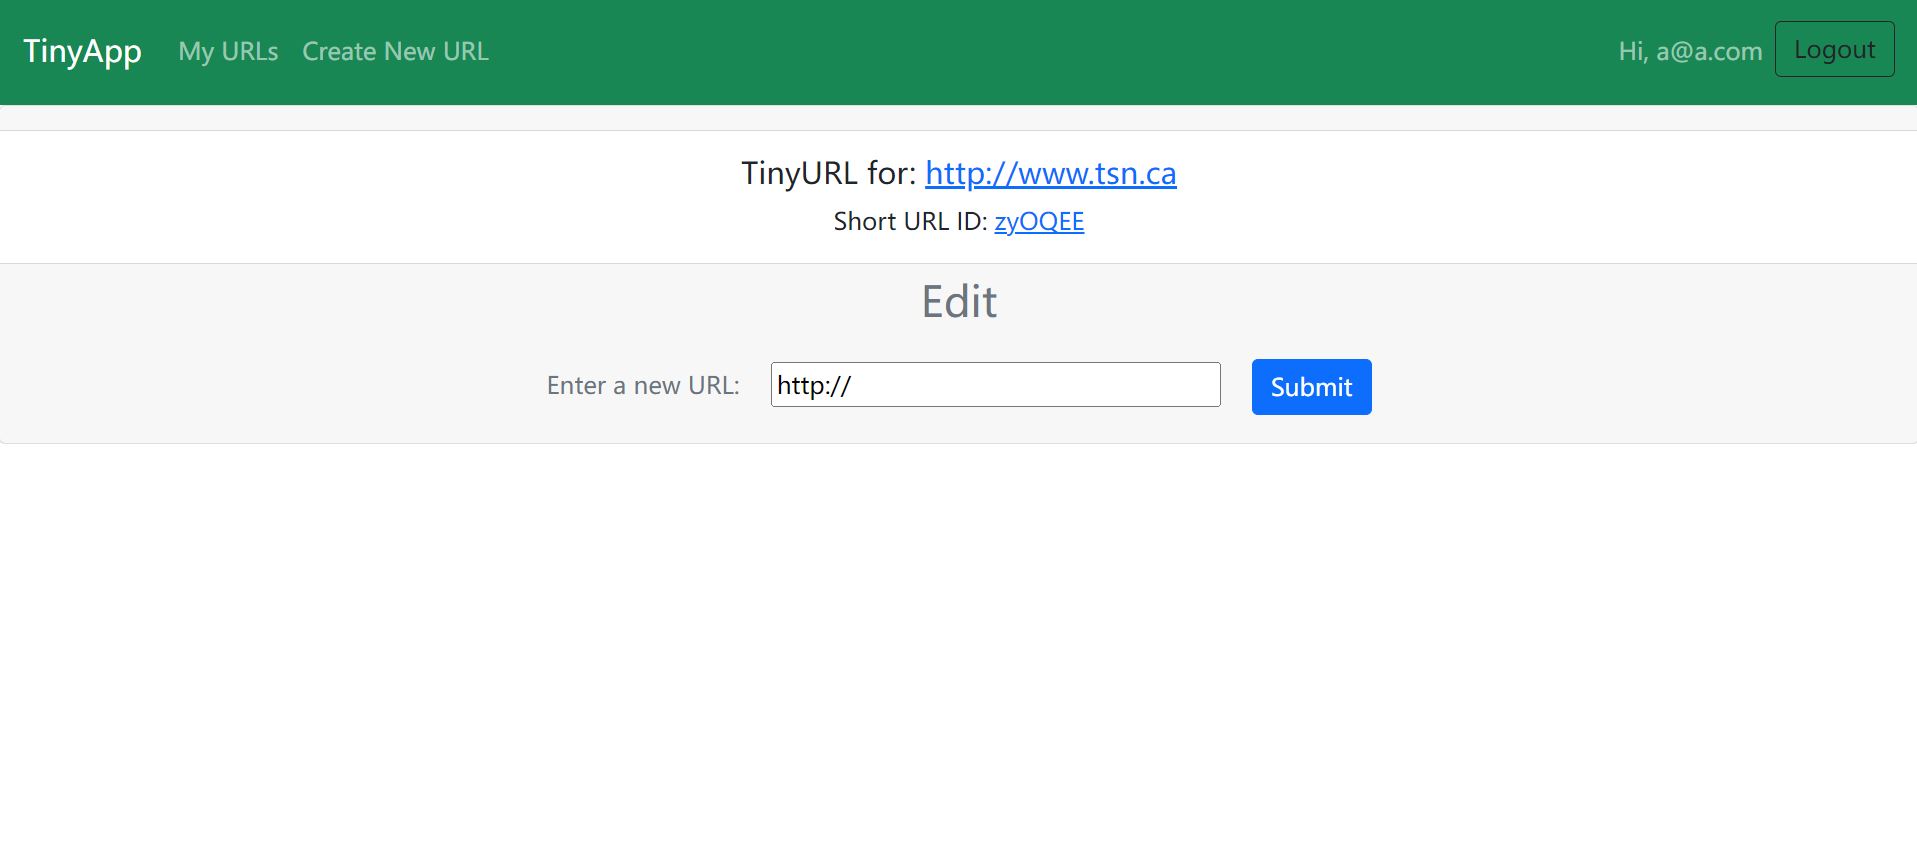 TinyApp My URLs Create New URL Hi, a@a.com Logout
TinyURL for: http://www.tsn.ca
Short URL ID: zyOQEE
Edit
Enter a new URL: http:// Submit